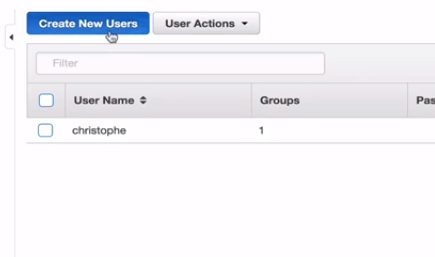 Create New Users User Actions
Filter
User Name Groups Pas
christophe 1